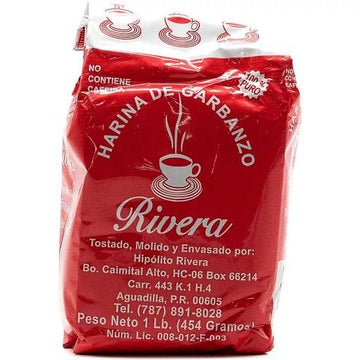 NO
CONTIENE
CAFEINA
100%
PURO
HARINA DE GARBANZO
Rivera
Tostado, Molido y Envasado por:
Hipólito Rivera
Bo. Caimital Alto, HC-06 Box 66214
Carr. 443 K.1 H.4
Aguadilla, P.R. 00605
Tel. (787) 891-8028
Peso Neto 1 Lb. (454 Gramos)
Núm. Lic. 008-012-F-003